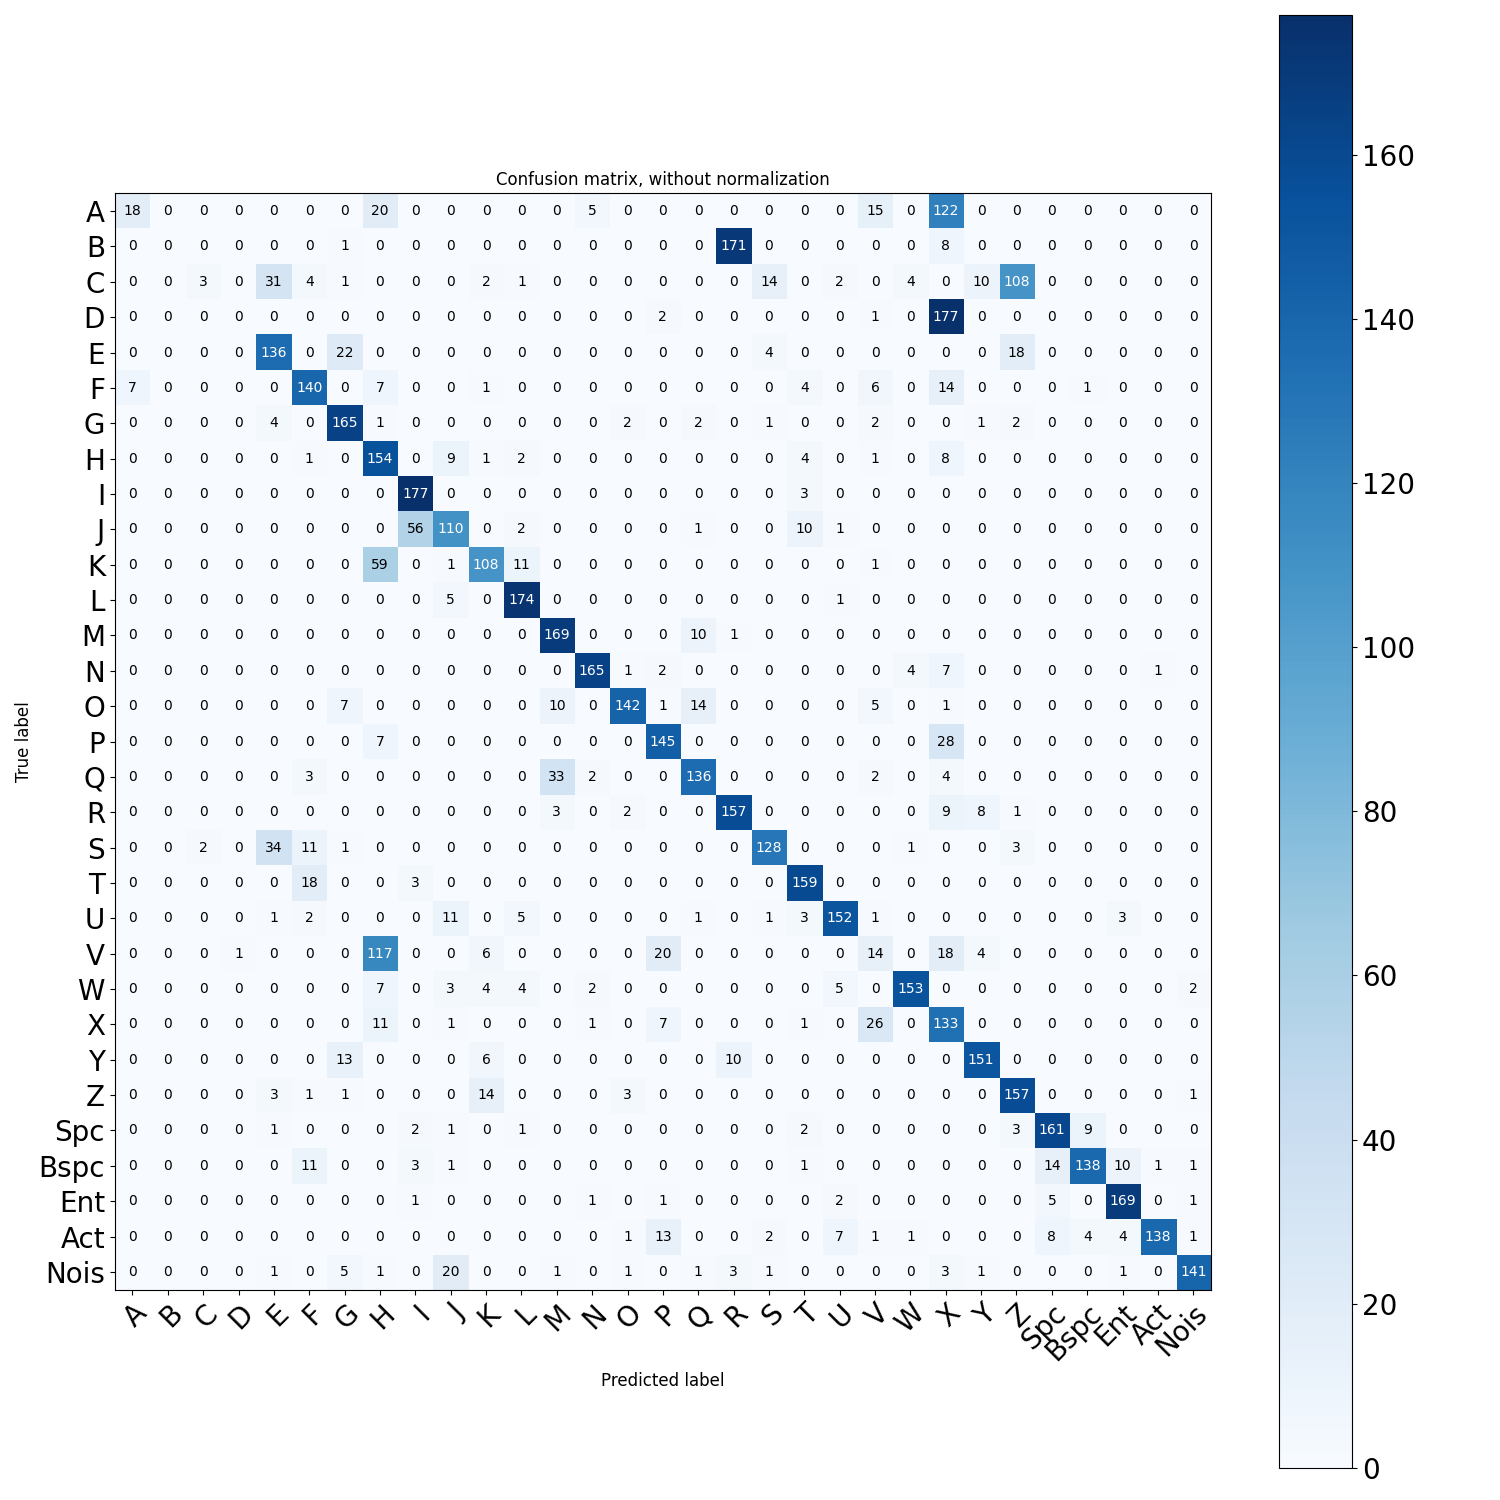 Confusion matrix, without normalization
A 18 0 0 0 0 0 0 20 0 0 0 0 0 5 0 0 0 0 0 0 0 15 0 122 0 0 0 0 0 0 0
B 0 0 0 0 0 0 1 0 0 0 0 0 0 0 0 0 0 171 0 0 0 0 0 8 0 0 0 0 0 0 0
C 0 0 3 0 31 4 1 0 0 0 2 1 0 0 0 0 0 0 14 0 2 0 4 0 10 108 0 0 0 0 0
D 0 0 0 0 0 0 0 0 0 0 0 0 0 0 0 2 0 0 0 0 0 1 0 177 0 0 0 0 0 0 0
E 0 0 0 0 136 0 22 0 0 0 0 0 0 0 0 0 0 0 4 0 0 0 0 0 0 18 0 0 0 0 0
F 7 0 0 0 0 140 0 7 0 0 1 0 0 0 0 0 0 0 0 4 0 6 0 14 0 0 0 1 0 0 0
G 0 0 0 0 4 0 165 1 0 0 0 0 0 0 2 0 2 0 1 0 0 2 0 0 1 2 0 0 0 0 0
H 0 0 0 0 0 1 0 154 0 9 1 2 0 0 0 0 0 0 0 4 0 1 0 8 0 0 0 0 0 0 0
I 0 0 0 0 0 0 0 0 177 0 0 0 0 0 0 0 0 0 0 3 0 0 0 0 0 0 0 0 0 0 0
J 0 0 0 0 0 0 0 0 56 110 0 2 0 0 0 0 1 0 0 10 1 0 0 0 0 0 0 0 0 0 0
K 0 0 0 0 0 0 0 59 0 1 108 11 0 0 0 0 0 0 0 0 0 1 0 0 0 0 0 0 0 0 0
L 0 0 0 0 0 0 0 0 0 5 0 174 0 0 0 0 0 0 0 0 1 0 0 0 0 0 0 0 0 0 0
M 0 0 0 0 0 0 0 0 0 0 0 0 169 0 0 0 10 1 0 0 0 0 0 0 0 0 0 0 0 0 0
N 0 0 0 0 0 0 0 0 0 0 0 0 0 165 1 2 0 0 0 0 0 0 4 7 0 0 0 0 0 1 0
O 0 0 0 0 0 0 7 0 0 0 0 0 10 0 142 1 14 0 0 0 0 5 0 1 0 0 0 0 0 0 0
P 0 0 0 0 0 0 0 7 0 0 0 0 0 0 0 145 0 0 0 0 0 0 0 28 0 0 0 0 0 0 0
Q 0 0 0 0 0 3 0 0 0 0 0 0 33 2 0 0 136 0 0 0 0 2 0 4 0 0 0 0 0 0 0
R 0 0 0 0 0 0 0 0 0 0 0 0 3 0 2 0 0 157 0 0 0 0 0 9 8 1 0 0 0 0 0
S 0 0 2 0 34 11 1 0 0 0 0 0 0 0 0 0 0 0 128 0 0 0 1 0 0 3 0 0 0 0 0
T 0 0 0 0 0 18 0 0 3 0 0 0 0 0 0 0 0 0 0 159 0 0 0 0 0 0 0 0 0 0 0
U 0 0 0 0 1 2 0 0 0 11 0 5 0 0 0 0 1 0 1 3 152 1 0 0 0 0 0 0 3 0 0
V 0 0 0 1 0 0 0 117 0 0 6 0 0 0 0 20 0 0 0 0 0 14 0 18 4 0 0 0 0 0 0
W 0 0 0 0 0 0 0 7 0 3 4 4 0 2 0 0 0 0 0 0 5 0 153 0 0 0 0 0 0 0 2
X 0 0 0 0 0 0 0 11 0 1 0 0 0 1 0 7 0 0 0 1 0 26 0 133 0 0 0 0 0 0 0
Y 0 0 0 0 0 0 13 0 0 0 6 0 0 0 0 0 0 10 0 0 0 0 0 0 151 0 0 0 0 0 0
Z 0 0 0 0 3 1 1 0 0 0 14 0 0 0 3 0 0 0 0 0 0 0 0 0 0 157 0 0 0 0 1
Spc 0 0 0 0 1 0 0 0 2 1 0 1 0 0 0 0 0 0 0 2 0 0 0 0 0 3 161 9 0 0 0
Bspc 0 0 0 0 0 11 0 0 3 1 0 0 0 0 0 0 0 0 0 1 0 0 0 0 0 0 14 138 10 1 1
Ent 0 0 0 0 0 0 0 0 1 0 0 0 0 1 0 1 0 0 0 0 2 0 0 0 0 0 5 0 169 0 1
Act 0 0 0 0 0 0 0 0 0 0 0 0 0 0 1 13 0 0 2 0 7 1 1 0 0 0 8 4 4 138 1
Nois 0 0 0 0 1 0 5 1 0 20 0 0 1 0 1 0 1 3 1 0 0 0 0 3 1 0 0 0 1 0 141
A B C D E F G H I J K L M N O P Q R S T U V W X Y Z Spc Bspc Ent Act Nois
Predicted label
True label
160
140
120
100
80
60
40
20
0